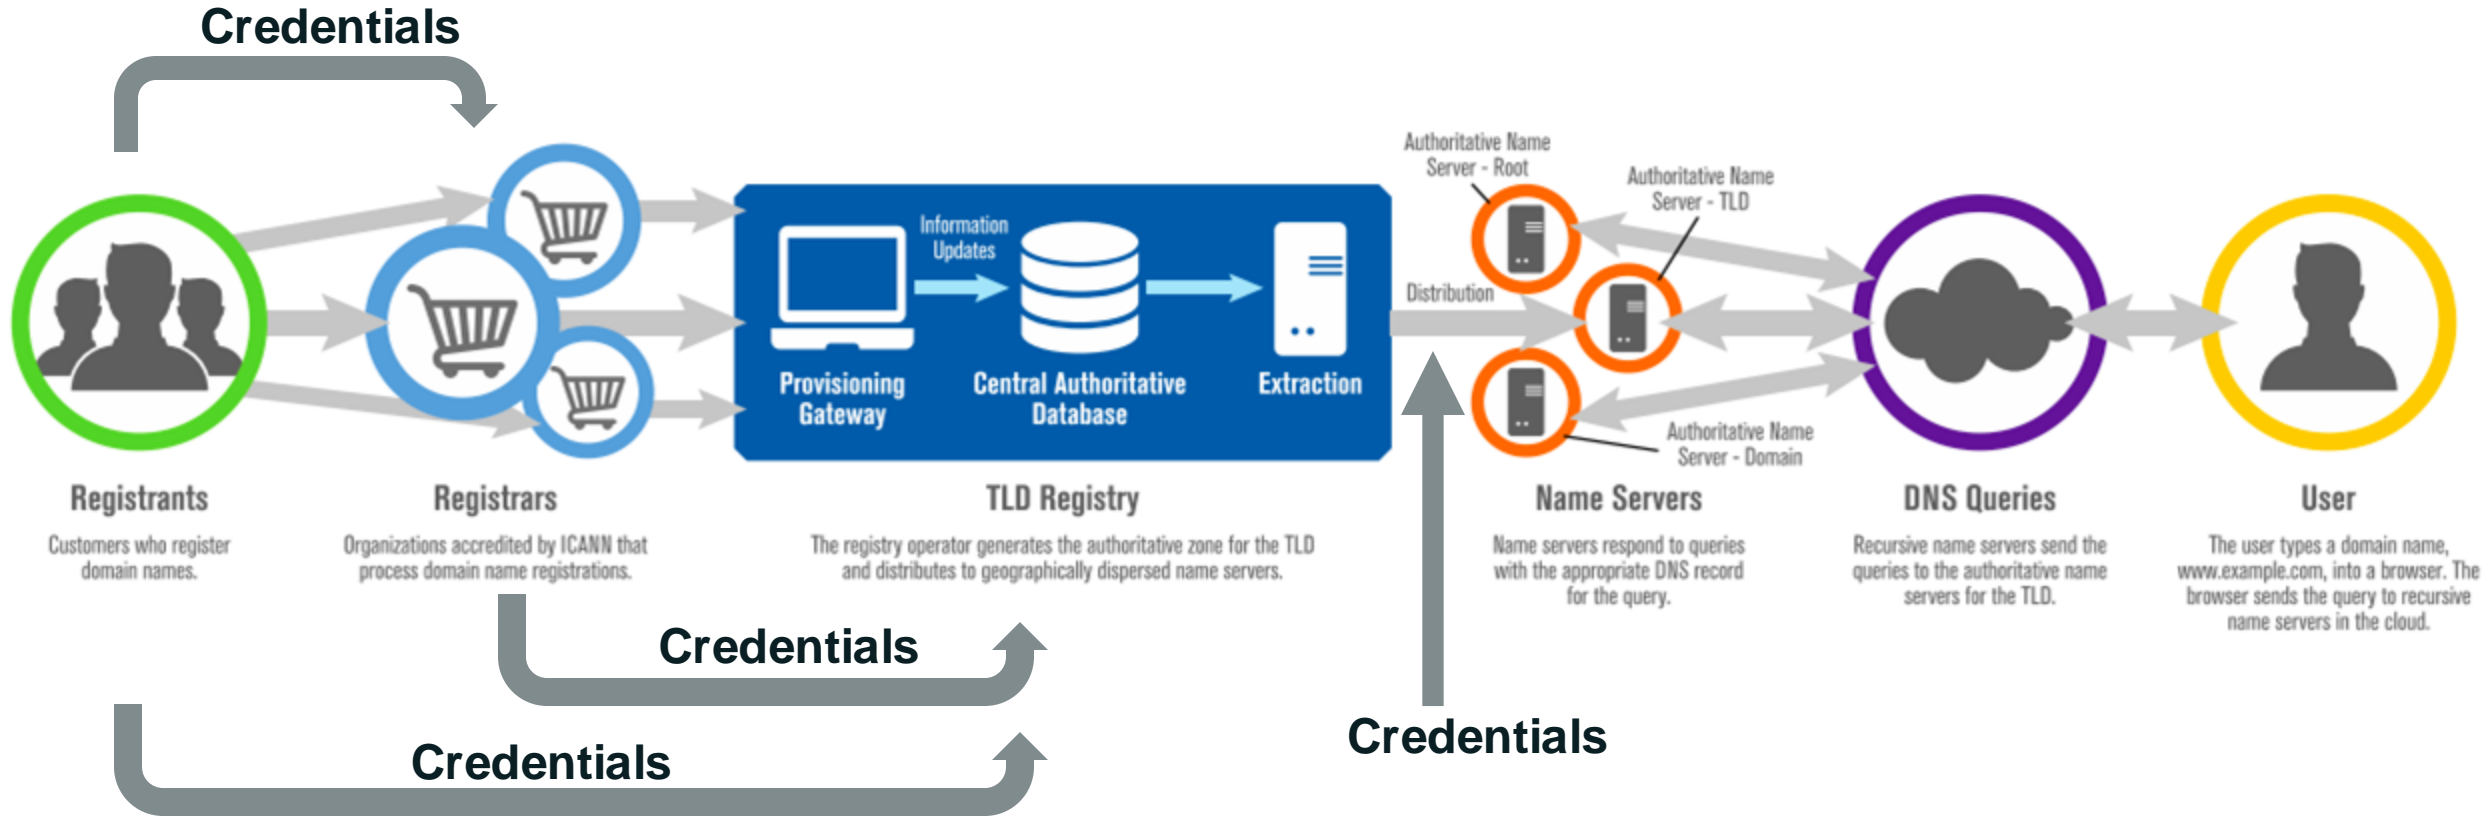 Credentials
Authoritative Name
Server - Root
Authoritative Name
Server - TLD
Information
Updates
Distribution
Provisioning
Gateway
Central Authoritative
Database
Extraction
Authoritative Name
Server - Domain
Registrants
Customers who register
domain names.
Registrars
Organizations accredited by ICANN that
process domain name registrations.
TLD Registry
The registry operator generates the authoritative zone for the TLD
and distributes to geographically dispersed name servers.
Name Servers
Name servers respond to queries
with the appropriate DNS record
for the query.
DNS Queries
Recursive name servers send the
queries to the authoritative name
servers for the TLD.
User
The user types a domain name,
www.example.com, into a browser. The
browser sends the query to recursive
name servers in the cloud.
Credentials
Credentials
Credentials